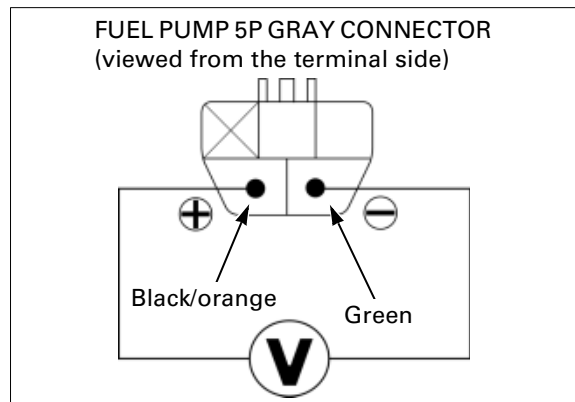 FUEL PUMP 5P GRAY CONNECTOR
(viewed from the terminal side)
+ −
Black/orange
Green
V